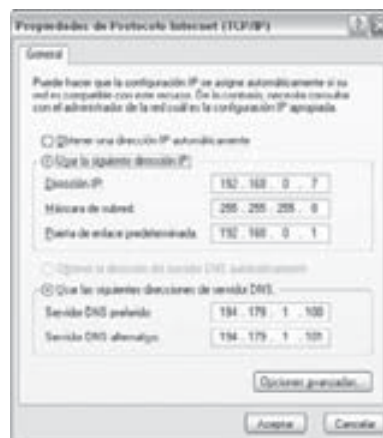 Propiedades de Protocolo Internet (TCP/IP)
General
Puede hacer que la configuración IP se asigne automáticamente si su
red es compatible con este recurso. De lo contrario, necesita consultar
con el administrador de la red cuál es la configuración IP apropiada.
Obtener una dirección IP automáticamente
Usar la siguiente dirección IP:
Dirección IP: 192 . 168 . 0 . 7
Máscara de subred: 255 . 255 . 255 . 0
Puerta de enlace predeterminada: 192 . 168 . 0 . 1
Obtener la dirección del servidor DNS automáticamente
Usar las siguientes direcciones de servidor DNS:
Servidor DNS preferido: 194 . 179 . 1 . 100
Servidor DNS alternativo: 194 . 179 . 1 . 101
Opciones avanzadas...
Aceptar
Cancelar